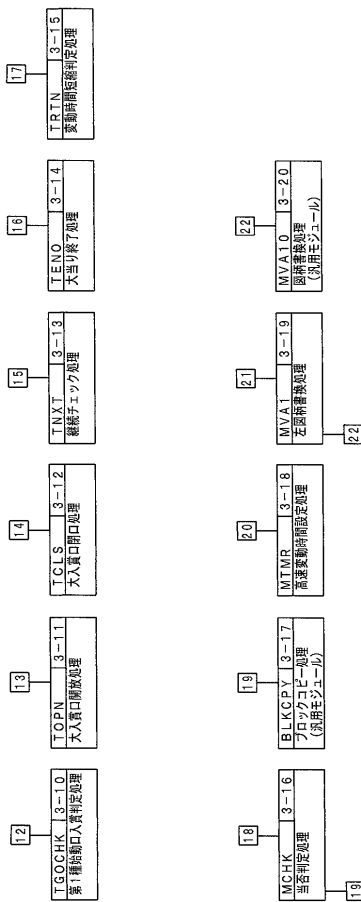 12
TGOCHK 3-10
第1種始動口入賞判定処理
13
TOPN 3-11
大入賞口開放処理
14
TCLS 3-12
大入賞口閉口処理
15
TNXT 3-13
継続チェック処理
16
TENO 3-14
大当り終了処理
17
TRTN 3-15
変動時間短縮判定処理
18
MCHK 3-16
当否判定処理
19
19
BLKCPY 3-17
ブロックコピー処理
(汎用モジュール)
20
MTMR 3-18
高速変動時間設定処理
21
MVA1 3-19
左図柄書換処理
22
22
MVA10 3-20
図柄書換処理
(汎用モジュール)